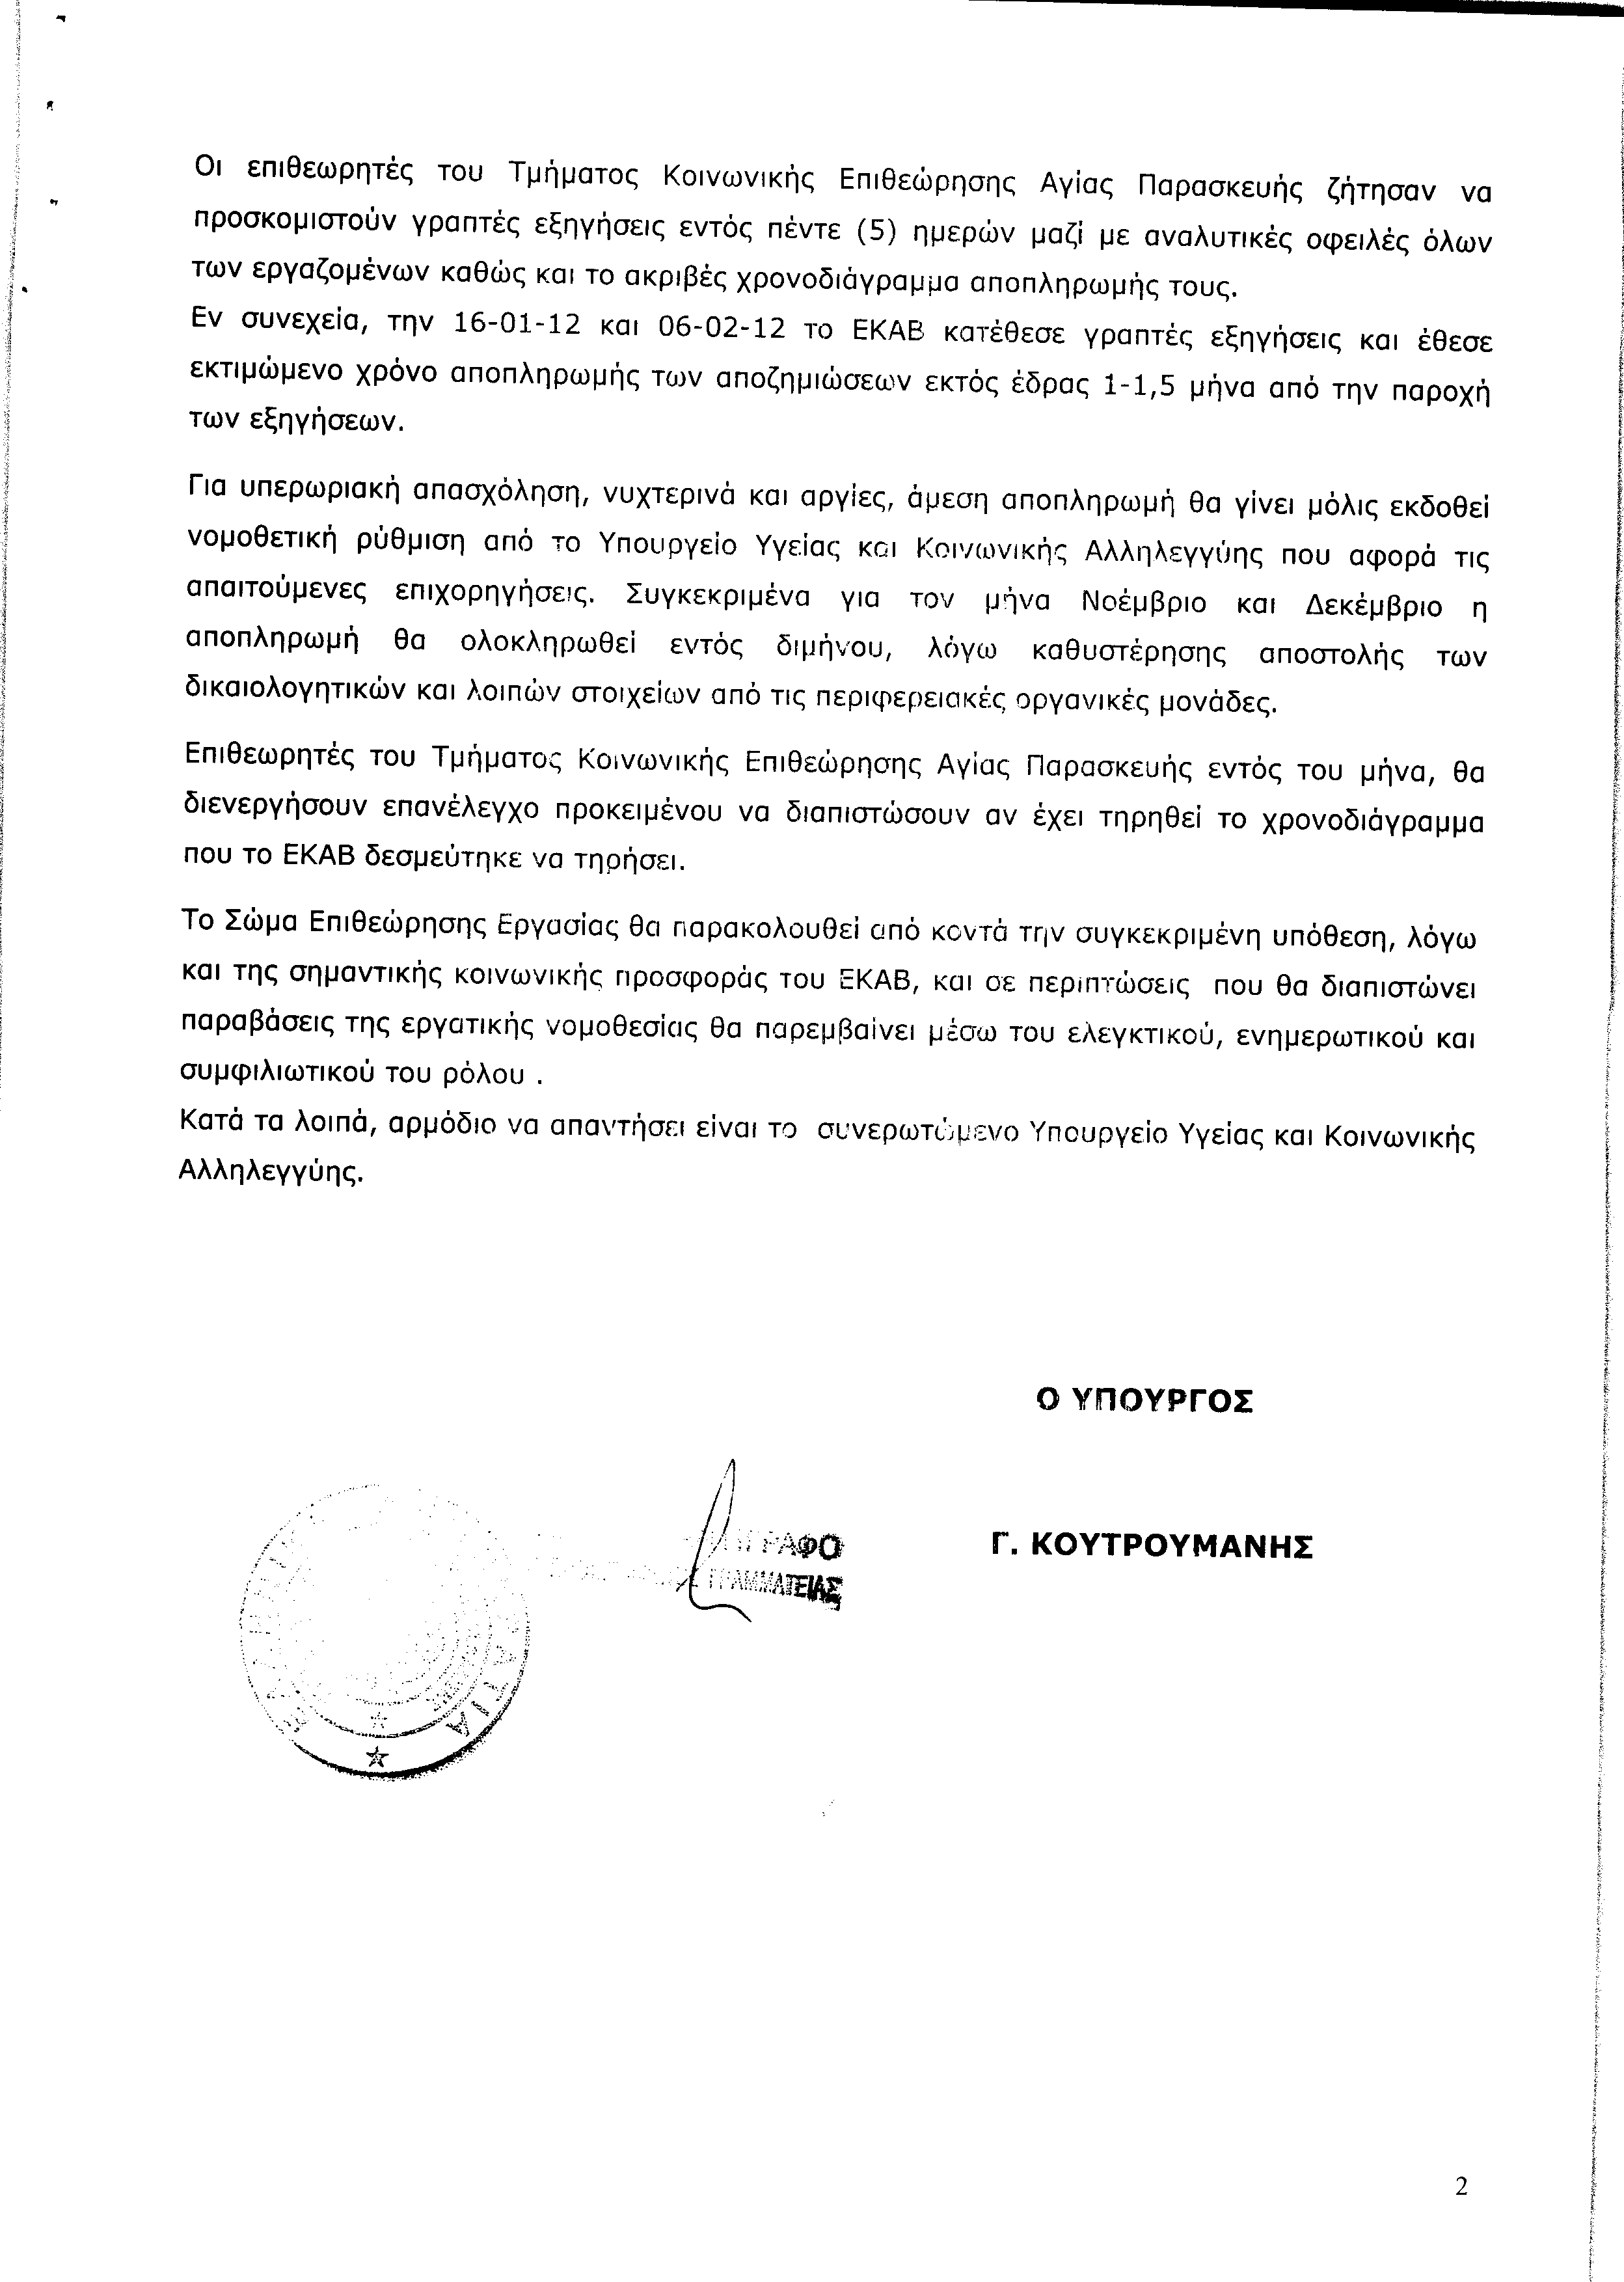 Οι επιθεωρητές του Τμήματος Κοινωνικής Επιθεώρησης Αγίας Παρασκευής ζήτησαν να
προσκομιστούν γραπτές εξηγήσεις εντός πέντε (5) ημερών μαζί με αναλυτικές οφειλές όλων
των εργαζομένων καθώς και το ακριβές χρονοδιάγραμμα αποπληρωμής τους.
Εν συνεχεία, την 16-01-12 και 06-02-12 το ΕΚΑΒ κατέθεσε γραπτές εξηγήσεις και έθεσε
εκτιμώμενο χρόνο αποπληρωμής των αποζημιώσεων εκτός έδρας 1-1,5 μήνα από την παροχή
των εξηγήσεων.
Για υπερωριακή απασχόληση, νυχτερινά και αργίες, άμεση αποπληρωμή θα γίνει μόλις εκδοθεί
νομοθετική ρύθμιση από το Υπουργείο Υγείας και Κοινωνικής Αλληλεγγύης που αφορά τις
απαιτούμενες επιχορηγήσεις. Συγκεκριμένα για τον μήνα Νοέμβριο και Δεκέμβριο η
αποπληρωμή θα ολοκληρωθεί εντός διμήνου, λόγω καθυστέρησης αποστολής των
δικαιολογητικών και λοιπών στοιχείων από τις περιφερειακές οργανικές μονάδες.
Επιθεωρητές του Τμήματος Κοινωνικής Επιθεώρησης Αγίας Παρασκευής εντός του μήνα, θα
διενεργήσουν επανέλεγχο προκειμένου να διαπιστώσουν αν έχει τηρηθεί το χρονοδιάγραμμα
που το ΕΚΑΒ δεσμεύτηκε να τηρήσει.
Το Σώμα Επιθεώρησης Εργασίας θα παρακολουθεί από κοντά την συγκεκριμένη υπόθεση, λόγω
και της σημαντικής κοινωνικής προσφοράς του ΕΚΑΒ, και σε περιπτώσεις που θα διαπιστώνει
παραβάσεις της εργατικής νομοθεσίας θα παρεμβαίνει μέσω του ελεγκτικού, ενημερωτικού και
συμφιλιωτικού του ρόλου .
Κατά τα λοιπά, αρμόδιο να απαντήσει είναι το συνερωτώμενο Υπουργείο Υγείας και Κοινωνικής
Αλληλεγγύης.
Ο ΥΠΟΥΡΓΟΣ
Γ. ΚΟΥΤΡΟΥΜΑΝΗΣ
ΓΡΑΜΜΑΤΕΙΑΣ
2